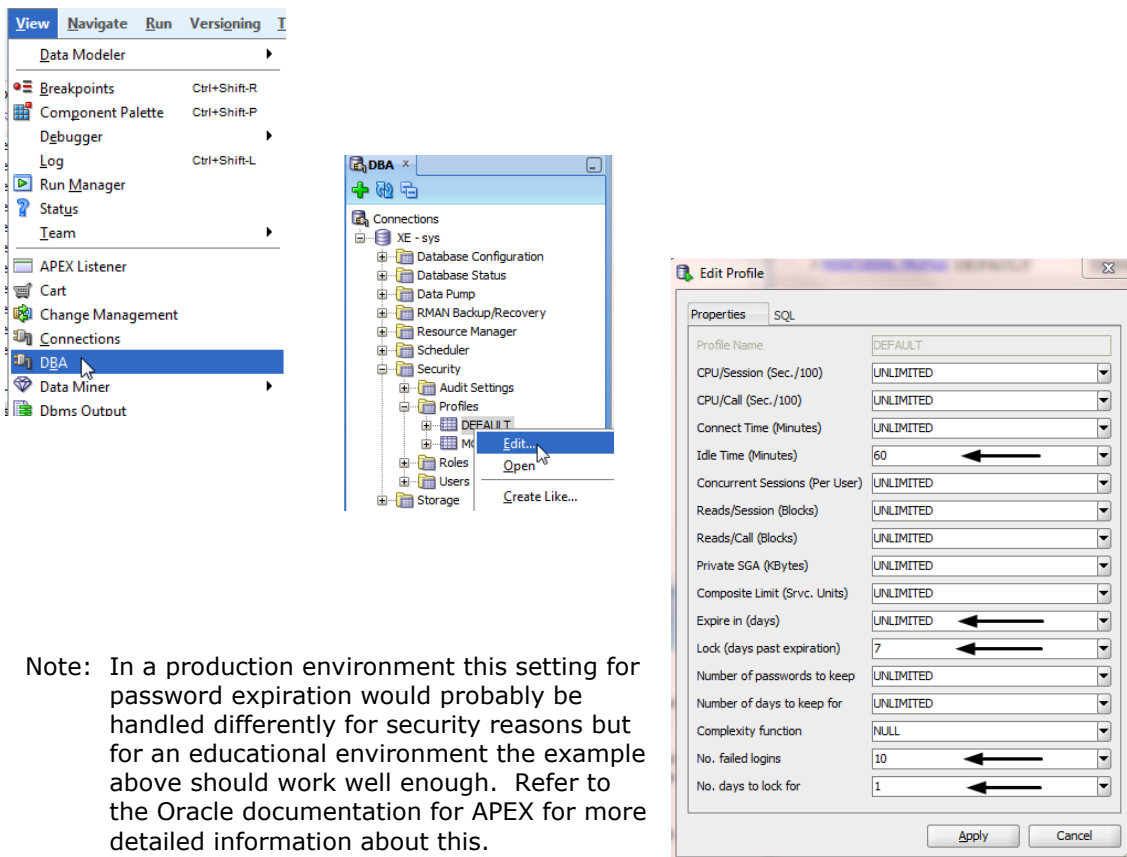 View Navigate Run Versioning T
Data Modeler
Breakpoints Ctrl+Shift-R
Component Palette Ctrl+Shift-P
Debugger
Log Ctrl+Shift-L
Run Manager
Status
Team
APEX Listener
Cart
Change Management
Connections
DBA
Data Miner
Dbms Output
DBA
Connections
XE - sys
Database Configuration
Database Status
Data Pump
RMAN Backup/Recovery
Resource Manager
Scheduler
Security
Audit Settings
Profiles
DEFAULT
Roles
Users
Storage
Edit...
Open
Create Like...
Edit Profile
Properties SQL
Profile Name DEFAULT
CPU/Session (Sec./100) UNLIMITED
CPU/Call (Sec./100) UNLIMITED
Connect Time (Minutes) UNLIMITED
Idle Time (Minutes) 60
Concurrent Sessions (Per User) UNLIMITED
Reads/Session (Blocks) UNLIMITED
Reads/Call (Blocks) UNLIMITED
Private SGA (KBytes) UNLIMITED
Composite Limit (Srvc. Units) UNLIMITED
Expire in (days) UNLIMITED
Lock (days past expiration) 7
Number of passwords to keep UNLIMITED
Number of days to keep for UNLIMITED
Complexity function NULL
No. failed logins 10
No. days to lock for 1
Apply Cancel
Note: In a production environment this setting for
password expiration would probably be
handled differently for security reasons but
for an educational environment the example
above should work well enough. Refer to
the Oracle documentation for APEX for more
detailed information about this.